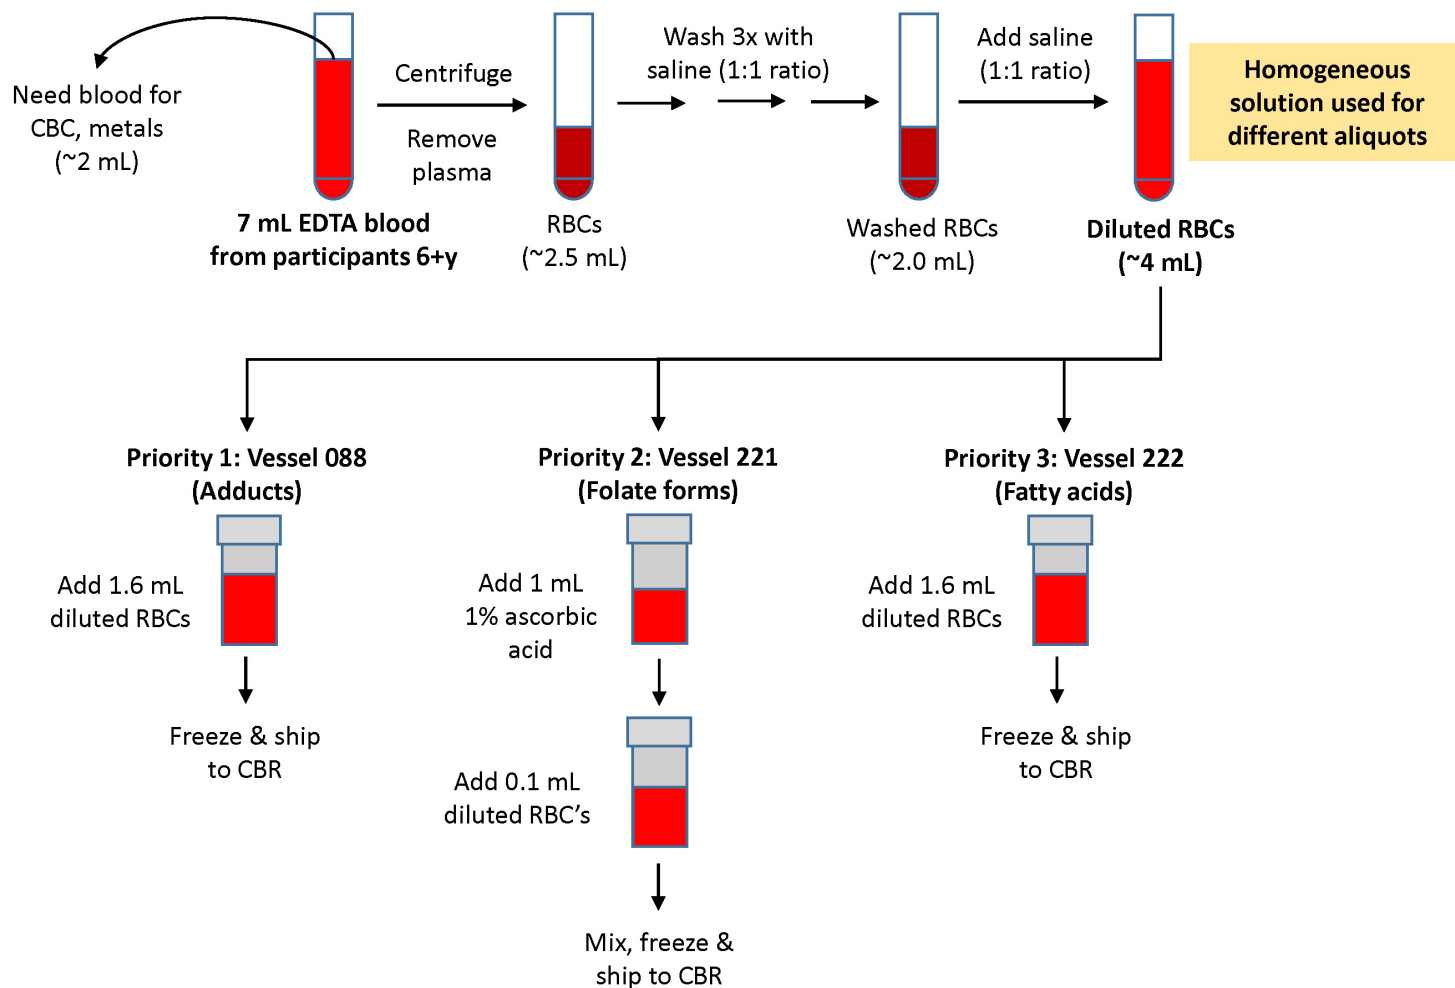 Need blood for
CBC, metals
(~2 mL)
7 mL EDTA blood
from participants 6+y
Centrifuge
Remove
plasma
RBCs
(~2.5 mL)
Wash 3x with
saline (1:1 ratio)
Washed RBCs
(~2.0 mL)
Add saline
(1:1 ratio)
Diluted RBCs
(~4 mL)
Homogeneous
solution used for
different aliquots
Priority 1: Vessel 088
(Adducts)
Add 1.6 mL
diluted RBCs
Freeze & ship
to CBR
Priority 2: Vessel 221
(Folate forms)
Add 1 mL
1% ascorbic
acid
Add 0.1 mL
diluted RBC’s
Mix, freeze &
ship to CBR
Priority 3: Vessel 222
(Fatty acids)
Add 1.6 mL
diluted RBCs
Freeze & ship
to CBR